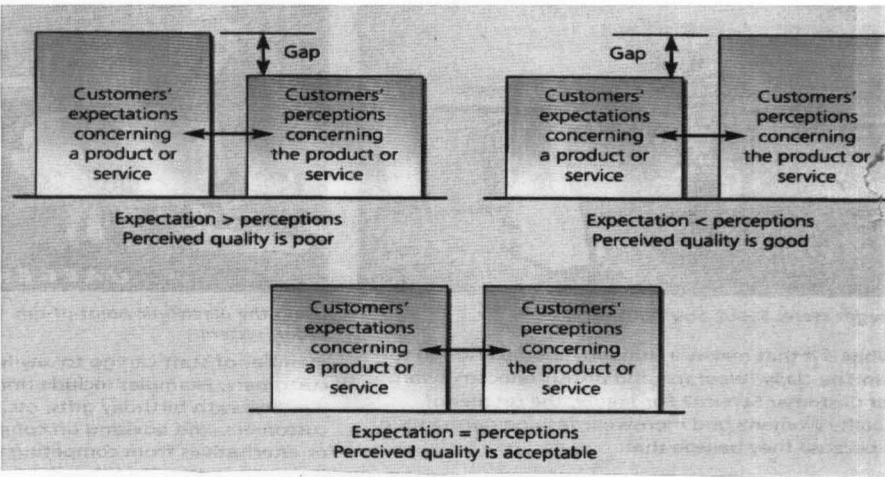 Gap
Customers'
expectations
concerning
a product or
service
Customers'
perceptions
concerning
the product or
service
Expectation > perceptions
Perceived quality is poor
Gap
Customers'
expectations
concerning
a product or
service
Customers'
perceptions
concerning
the product or
service
Expectation < perceptions
Perceived quality is good
Customers'
expectations
concerning
a product or
service
Customers'
perceptions
concerning
the product or
service
Expectation = perceptions
Perceived quality is acceptable